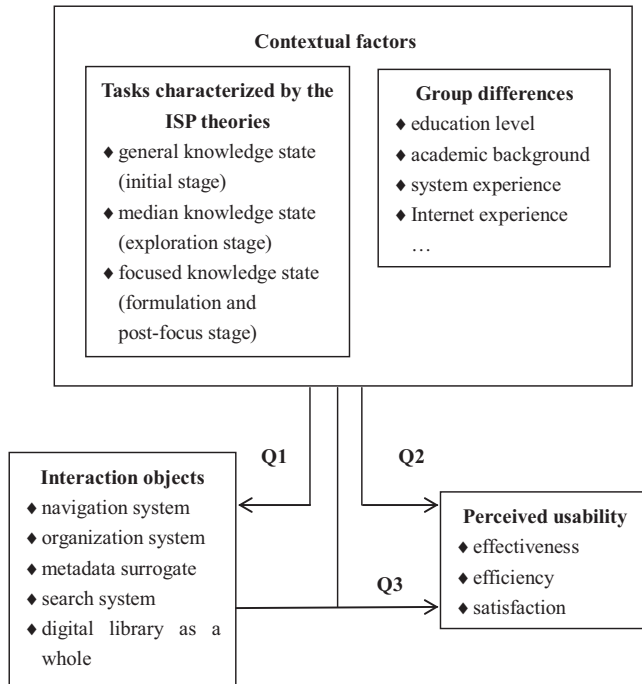 Contextual factors
Tasks characterized by the
ISP theories
♦ general knowledge state
(initial stage)
♦ median knowledge state
(exploration stage)
♦ focused knowledge state
(formulation and
post-focus stage)
Group differences
♦ education level
♦ academic background
♦ system experience
♦ Internet experience
…
Q1
Q2
Interaction objects
♦ navigation system
♦ organization system
♦ metadata surrogate
♦ search system
♦ digital library as a
whole
Q3
Perceived usability
♦ effectiveness
♦ efficiency
♦ satisfaction